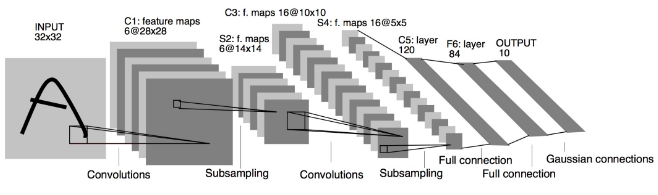 INPUT
32x32
C1: feature maps
6@28x28
S2: f. maps
6@14x14
C3: f. maps 16@10x10
S4: f. maps 16@5x5
C5: layer
120
F6: layer
84
OUTPUT
10
Convolutions
Subsampling
Convolutions
Subsampling
Full connection
Full connection
Gaussian connections